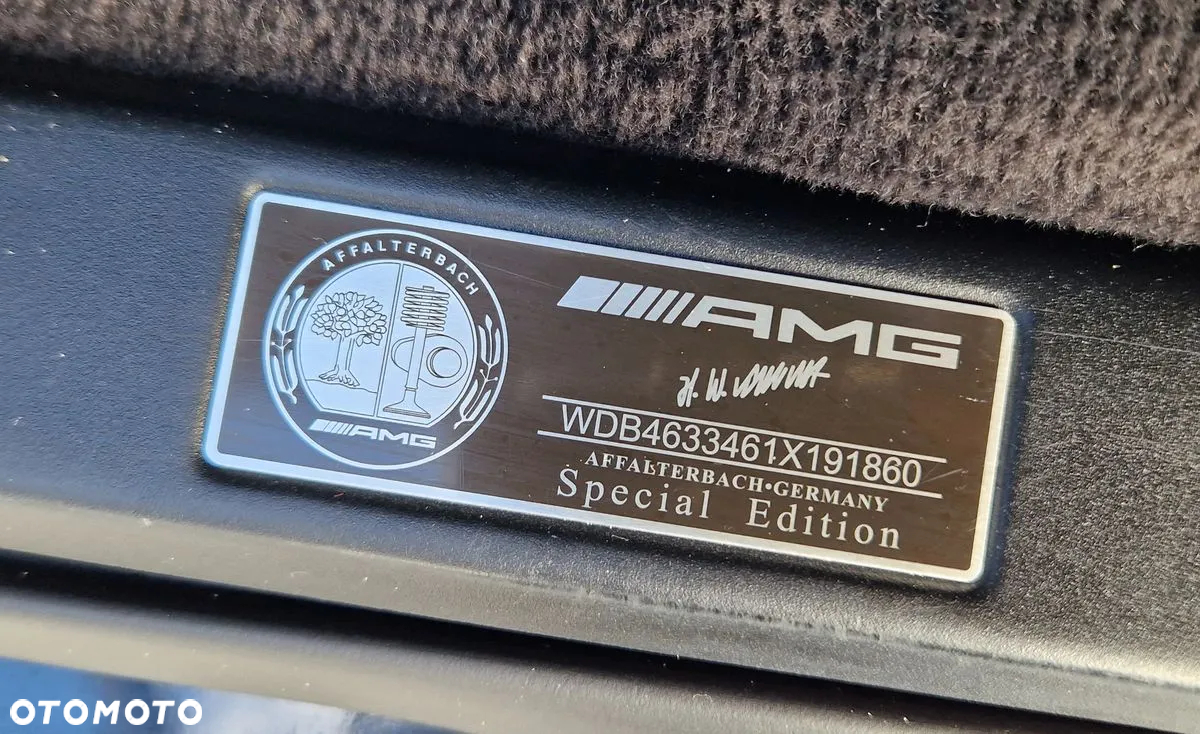 AFFALTERBACH
AMG
AMG
WDB4633461X191860
AFFALTERBACH•GERMANY
Special Edition
OTOMOTO